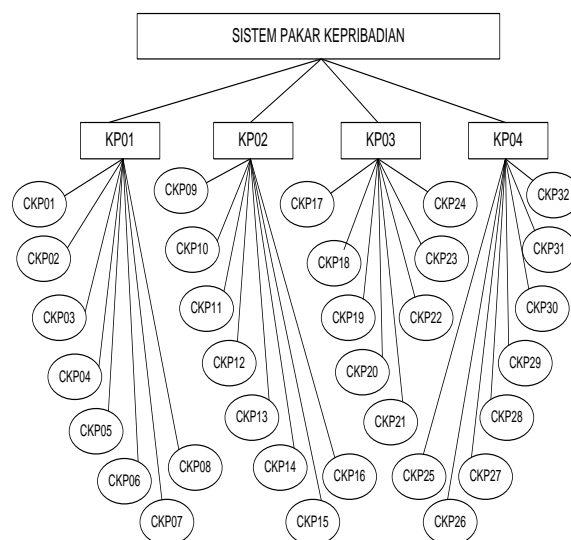 SISTEM PAKAR KEPRIBADIAN
KP01
KP02
KP03
KP04
CKP01
CKP02
CKP03
CKP04
CKP05
CKP06
CKP07
CKP08
CKP09
CKP10
CKP11
CKP12
CKP13
CKP14
CKP15
CKP16
CKP17
CKP18
CKP19
CKP20
CKP21
CKP22
CKP23
CKP24
CKP25
CKP26
CKP27
CKP28
CKP29
CKP30
CKP31
CKP32